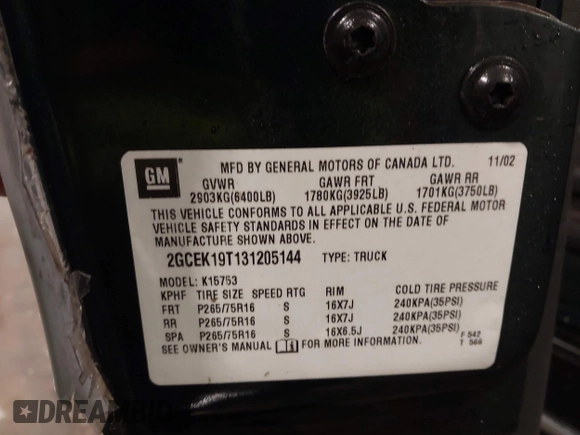 GM
MFD BY GENERAL MOTORS OF CANADA LTD. 11/02
GVWR GAWR FRT GAWR RR
2903KG(6400LB) 1780KG(3925LB) 1701KG(3750LB)
THIS VEHICLE CONFORMS TO ALL APPLICABLE U.S. FEDERAL MOTOR
VEHICLE SAFETY STANDARDS IN EFFECT ON THE DATE OF
MANUFACTURE SHOWN ABOVE.
2GCEK19T131205144 TYPE: TRUCK
MODEL: K15753
KPHF TIRE SIZE SPEED RTG RIM COLD TIRE PRESSURE
FRT P265/75R16 S 16X7J 240KPA(35PSI)
RR P265/75R16 S 16X7J 240KPA(35PSI)
SPA P265/75R16 S 16X6.5J 240KPA(35PSI)
SEE OWNER'S MANUAL FOR MORE INFORMATION.
F 542
T 566
DREAMBID